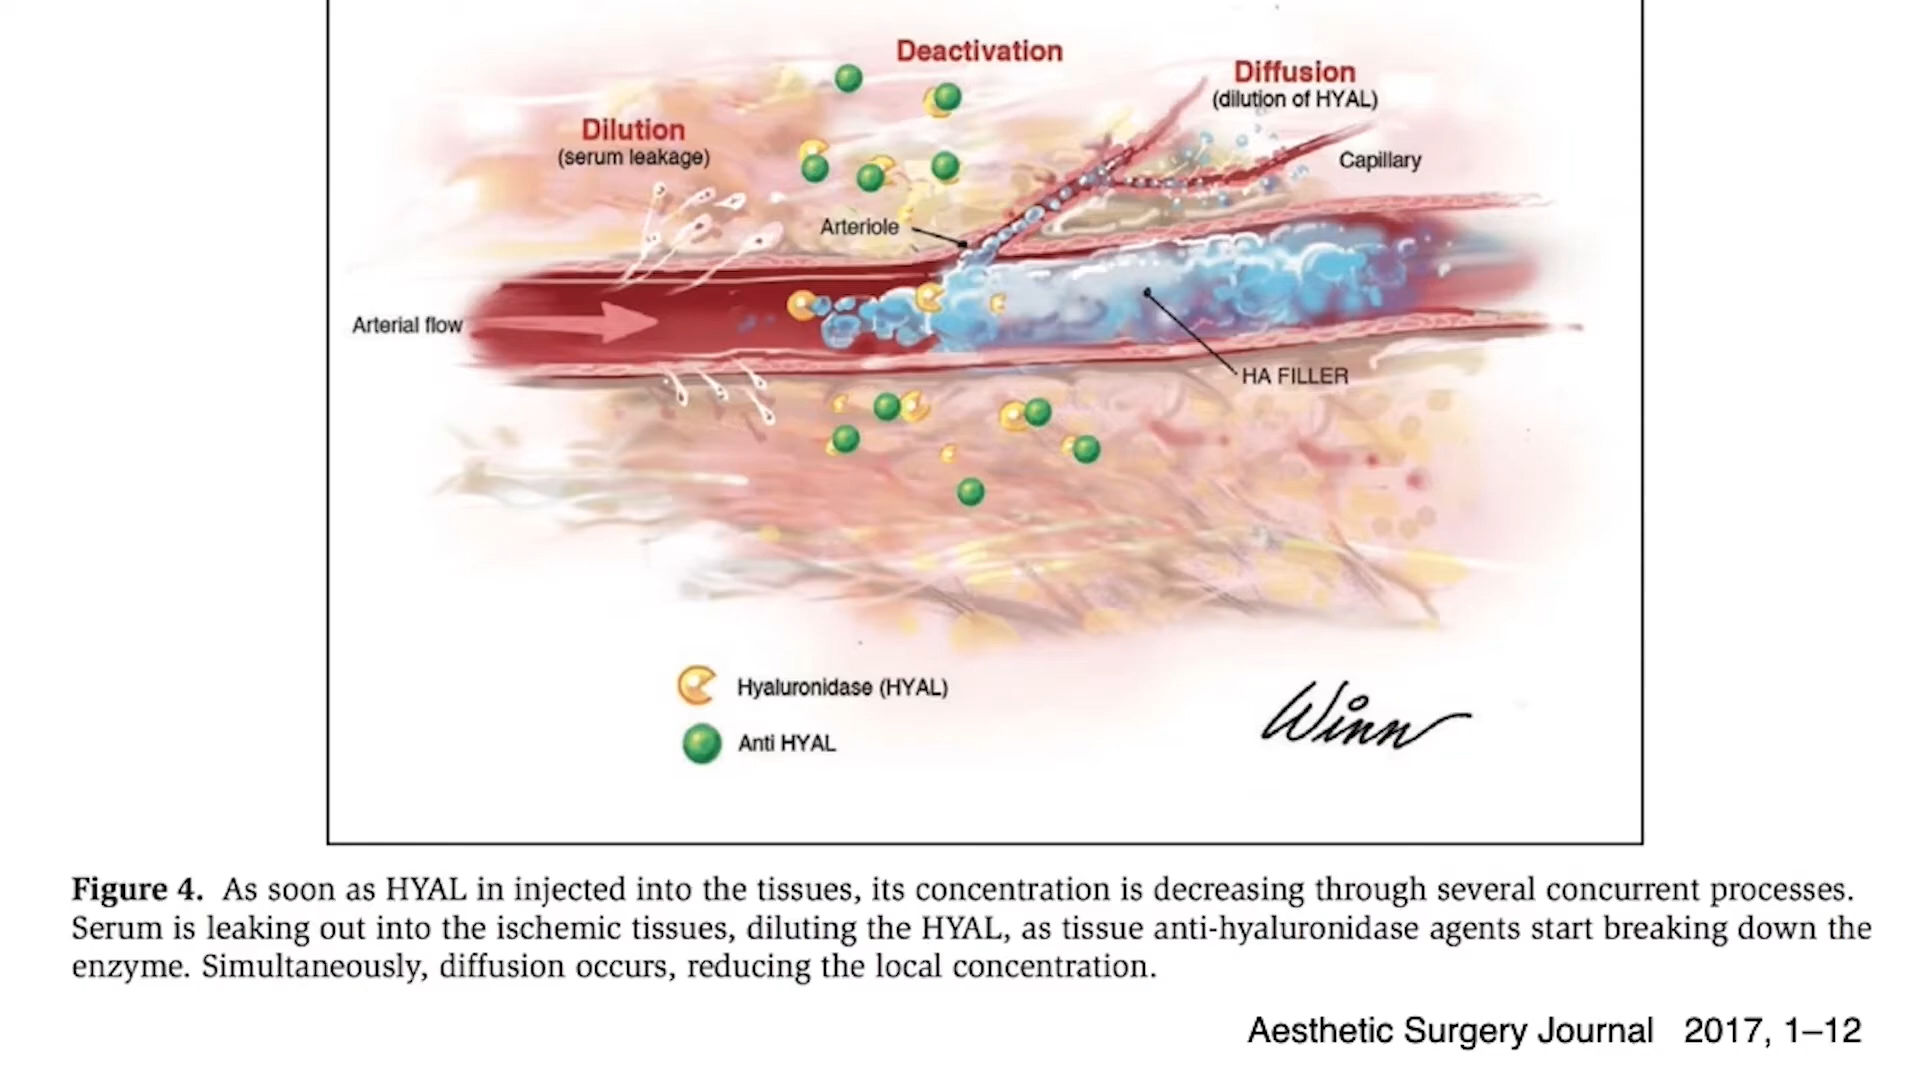 Deactivation
Diffusion
(dilution of HYAL)
Dilution
(serum leakage)
Capillary
Arteriole
Arterial flow
HA FILLER
Hyaluronidase (HYAL)
Anti HYAL
Winn
Figure 4. As soon as HYAL in injected into the tissues, its concentration is decreasing through several concurrent processes.
Serum is leaking out into the ischemic tissues, diluting the HYAL, as tissue anti-hyaluronidase agents start breaking down the
enzyme. Simultaneously, diffusion occurs, reducing the local concentration.
Aesthetic Surgery Journal 2017, 1–12